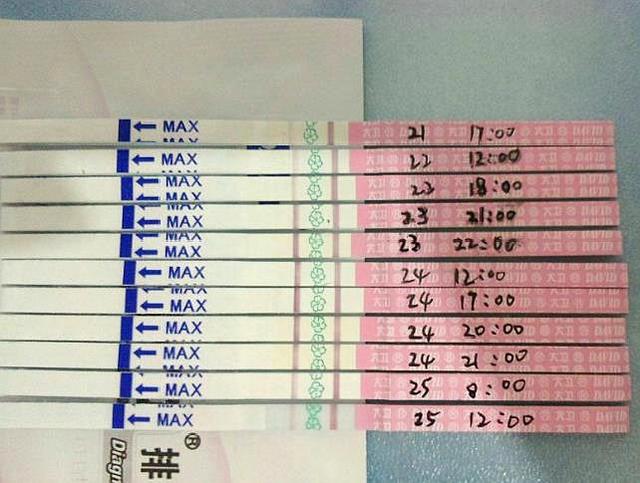 MAX 21 17:00
MAX 22 12:00
MAX 22 18:00
MAX 23 21:00
MAX 23 22:00
MAX 24 12:00
MAX 24 17:00
MAX 24 20:00
MAX 24 21:00
MAX 25 8:00
MAX 25 12:00
排
®
Diagn